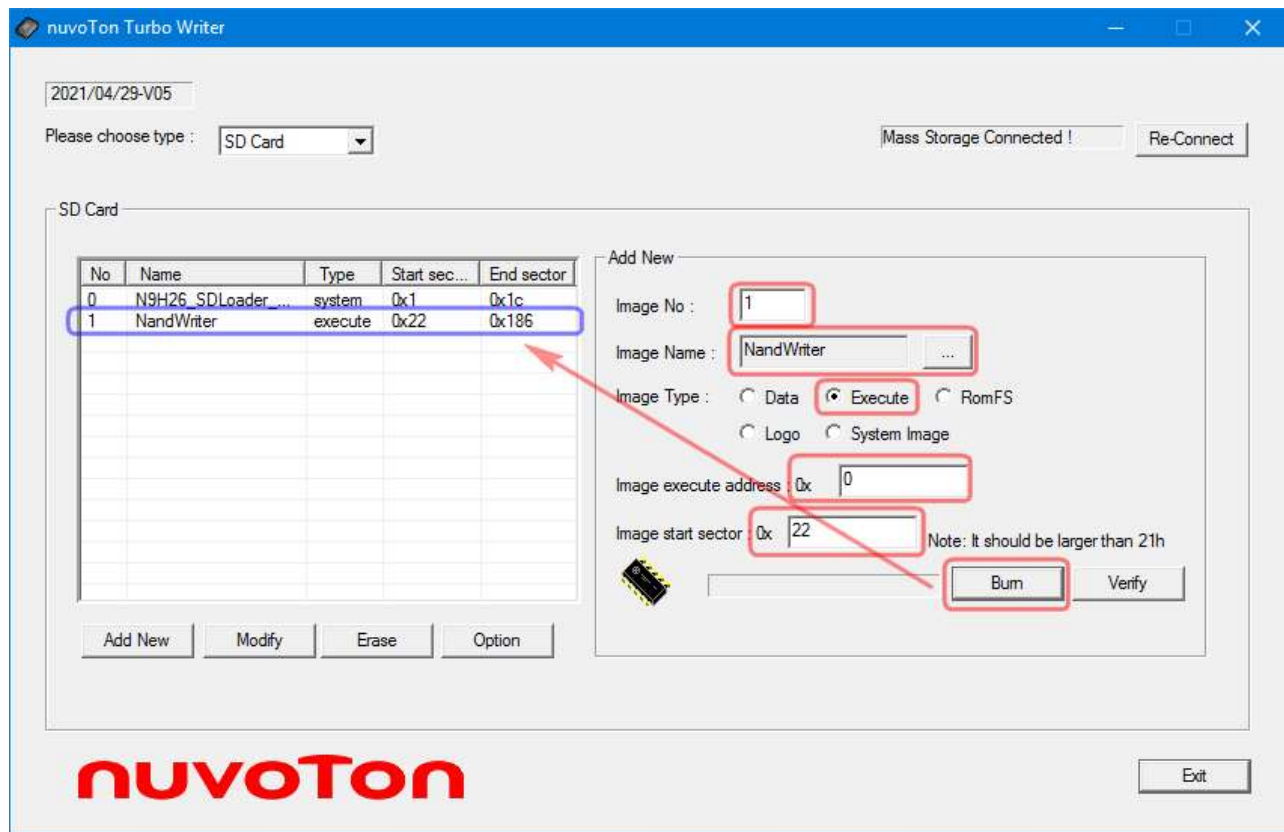 nuvoTon Turbo Writer
2021/04/29-V05
Please choose type :
SD Card
Mass Storage Connected !
Re-Connect
SD Card
No Name Type Start sec... End sector
0 N9H26_SDLoader_... system 0x1 0x1c
1 NandWriter execute 0x22 0x186
Add New
Image No : 1
Image Name : NandWriter ...
Image Type : Data Execute RomFS
Logo System Image
Image execute address : 0x 0
Image start sector : 0x 22 Note: It should be larger than 21h
Burn Verify
Add New Modify Erase Option
nuvoTon
Exit